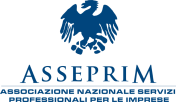 ASSEPRIM
ASSOCIAZIONE NAZIONALE SERVIZI
PROFESSIONALI PER LE IMPRESE